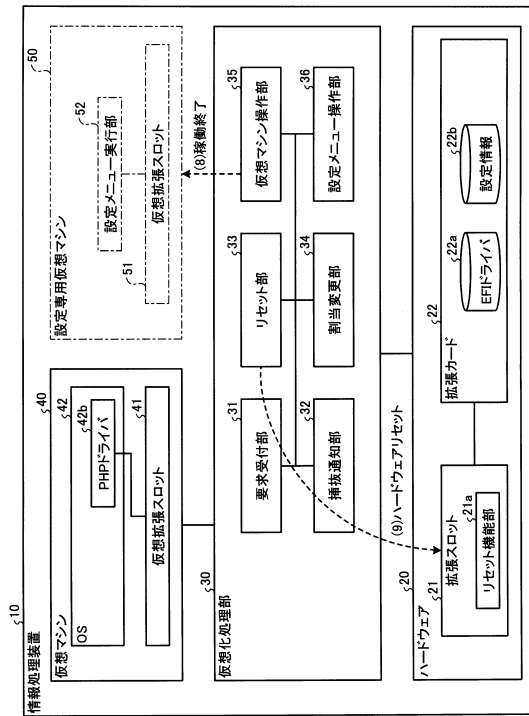 10
情報処理装置
40
仮想マシン
42
OS
42b
PHPドライバ
41
仮想拡張スロット
50
設定専用仮想マシン
52
設定メニュー実行部
51
仮想拡張スロット
(8)稼働終了
30
仮想化処理部
31
要求受付部
33
リセット部
35
仮想マシン操作部
32
挿抜通知部
34
割当変更部
36
設定メニュー操作部
(9)ハードウェアリセット
20
ハードウェア
21
拡張スロット
21a
リセット機能部
22
拡張カード
22a
EFIドライバ
22b
設定情報